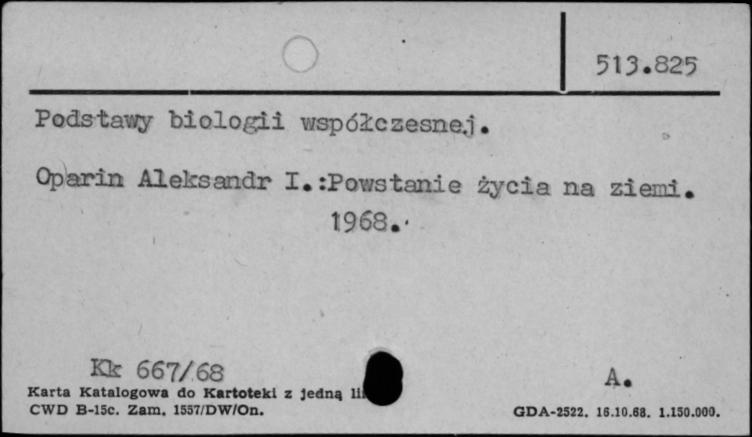 513.825
Podstawy biologii współczesnej.
Oparin Aleksandr I.:Powstanie życia na ziemi.
1968.
Kk 667/68
A.
Karta Katalogowa do Kartoteki z jedną
CWD B-15c. Zam. 1557/DW/On.
GDA-2522. 16.10.68. 1.150.000.